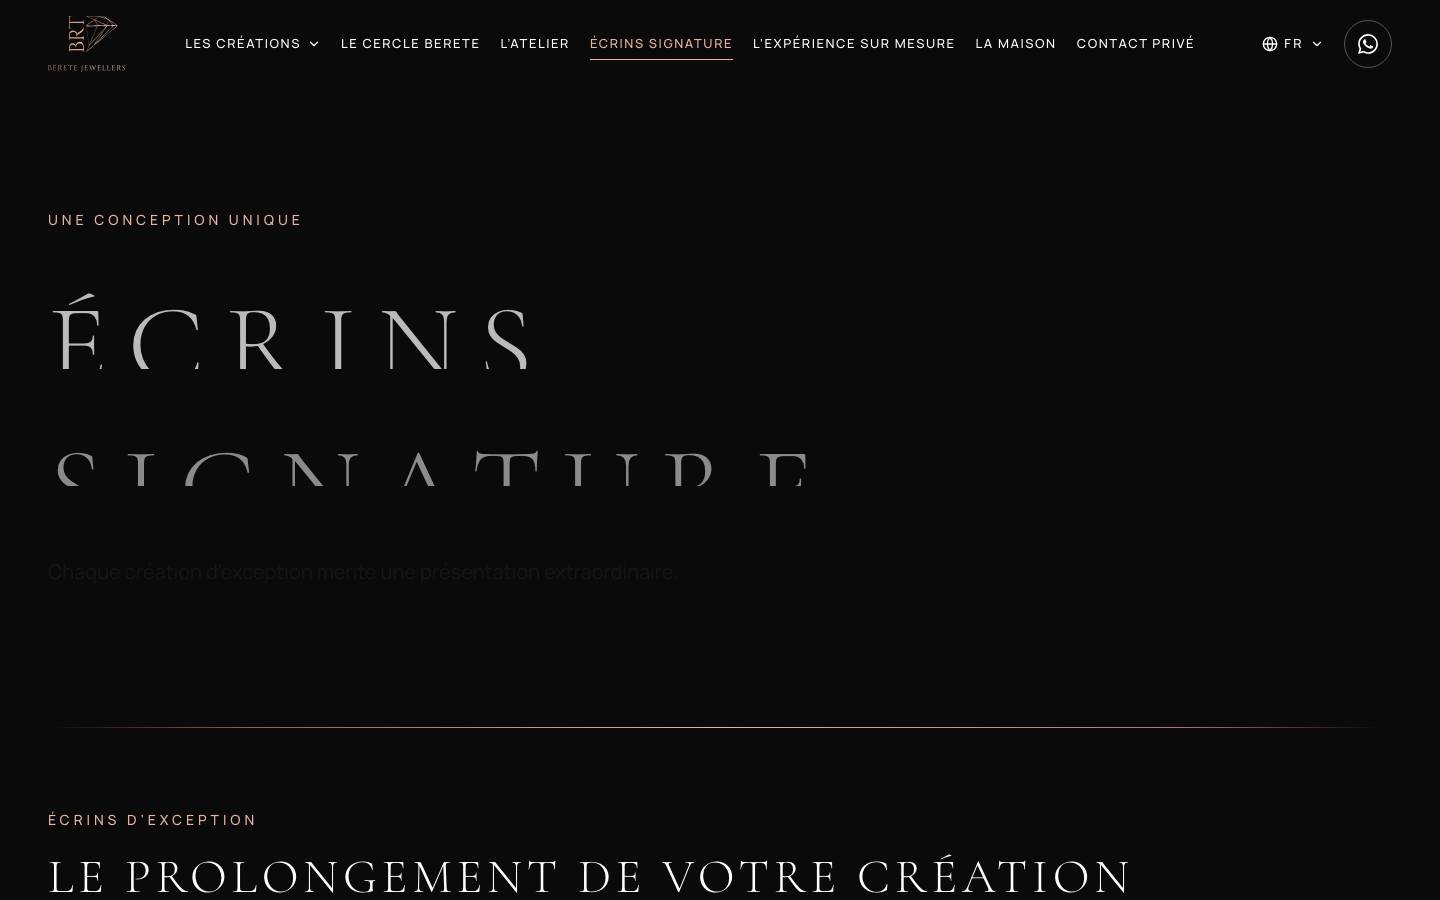 BRT
BERETE JEWELLERS
LES CRÉATIONS
LE CERCLE BERETE
L'ATELIER
ÉCRINS SIGNATURE
L'EXPÉRIENCE SUR MESURE
LA MAISON
CONTACT PRIVÉ
FR
UNE CONCEPTION UNIQUE
ÉCRINS
SIGNATURE
Chaque création d'exception mérite une présentation extraordinaire.
ÉCRINS D'EXCEPTION
LE PROLONGEMENT DE VOTRE CRÉATION